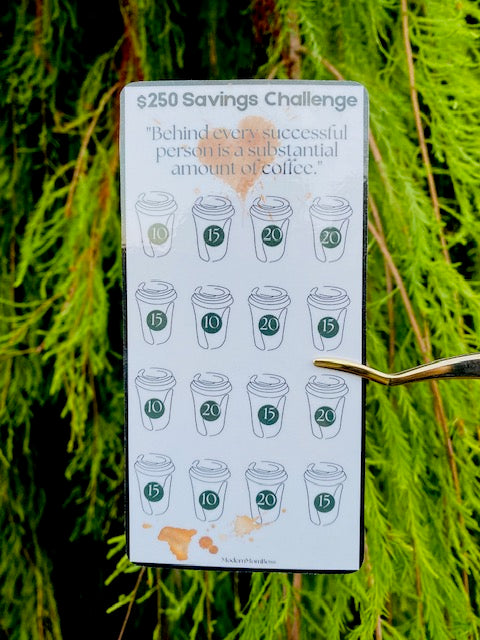 $250 Savings Challenge
"Behind every successful
person is a substantial
amount of coffee."
10 15 20 20
15 10 20 15
10 20 15 20
15 10 20 15
ModernMomBoss